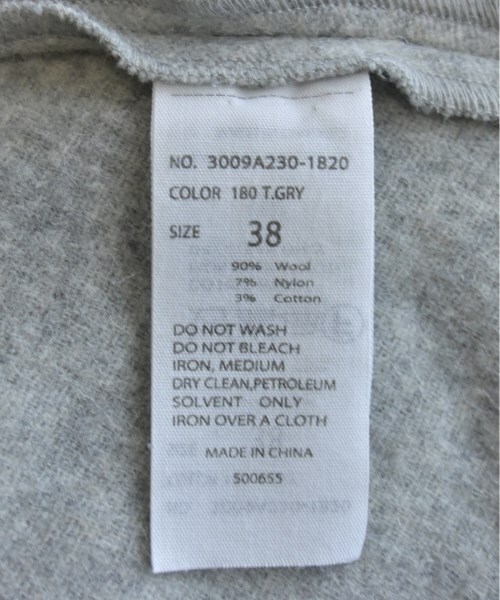 NO. 3009A230-1820
COLOR 180 T.GRY
SIZE 38
90% Wool
7% Nylon
3% Cotton
DO NOT WASH
DO NOT BLEACH
IRON, MEDIUM
DRY CLEAN,PETROLEUM
SOLVENT ONLY
IRON OVER A CLOTH
MADE IN CHINA
500655